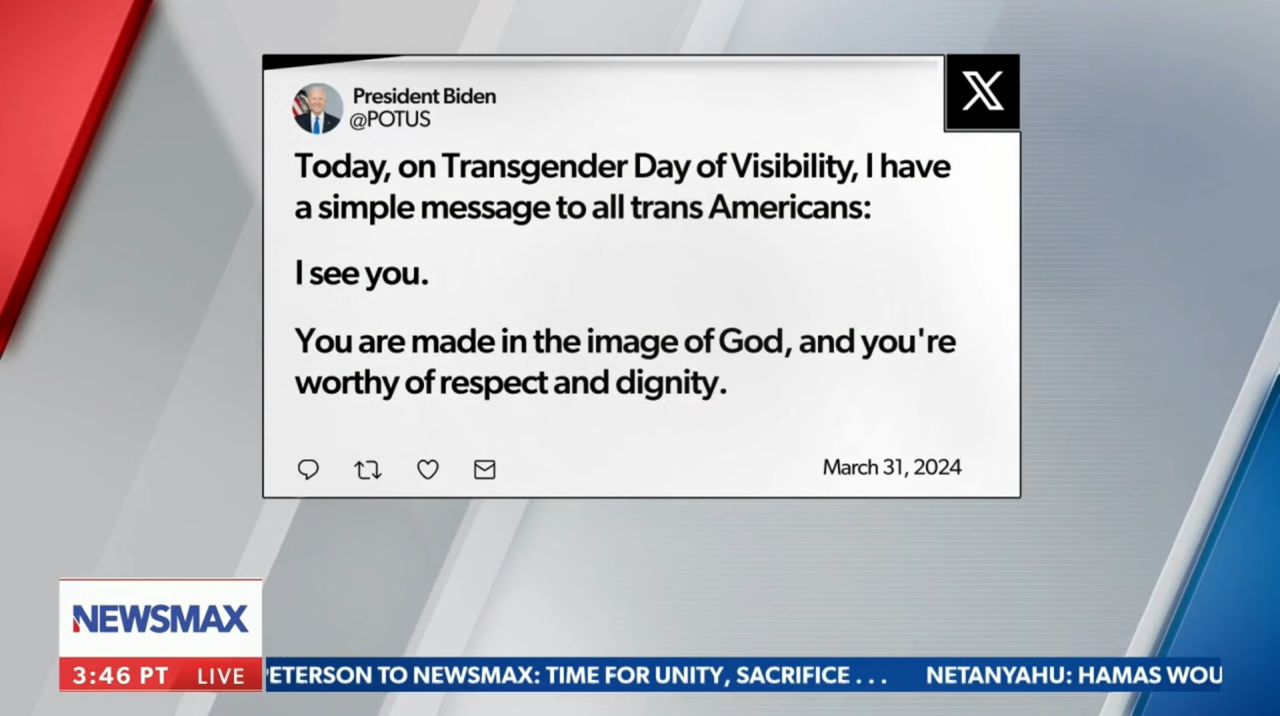 President Biden
@POTUS
Today, on Transgender Day of Visibility, I have
a simple message to all trans Americans:
I see you.
You are made in the image of God, and you're
worthy of respect and dignity.
March 31, 2024
NEWSMAX
3:46 PT LIVE
TO NEWSMAX: TIME FOR UNITY, SACRIFICE . . . NETANYAHU: HAMAS